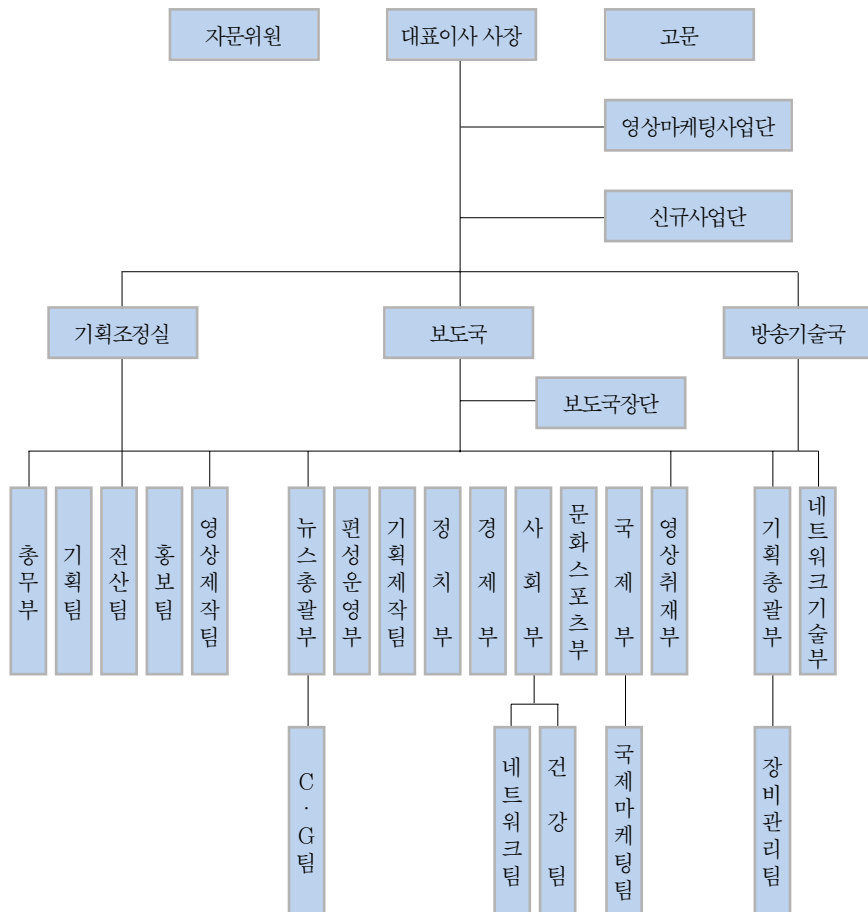 자문위원
대표이사 사장
고문
영상마케팅사업단
신규사업단
기획조정실
보도국
방송기술국
보도국장단
총무부
기획팀
전산팀
홍보팀
영상제작팀
뉴스총괄부
편성운영부
기획제작팀
정치부
경제부
사회부
문화스포츠부
국제부
영상취재부
기획총괄부
네트워크기술부
C·G팀
네트워크팀
건강팀
국제마케팅팀
장비관리팀